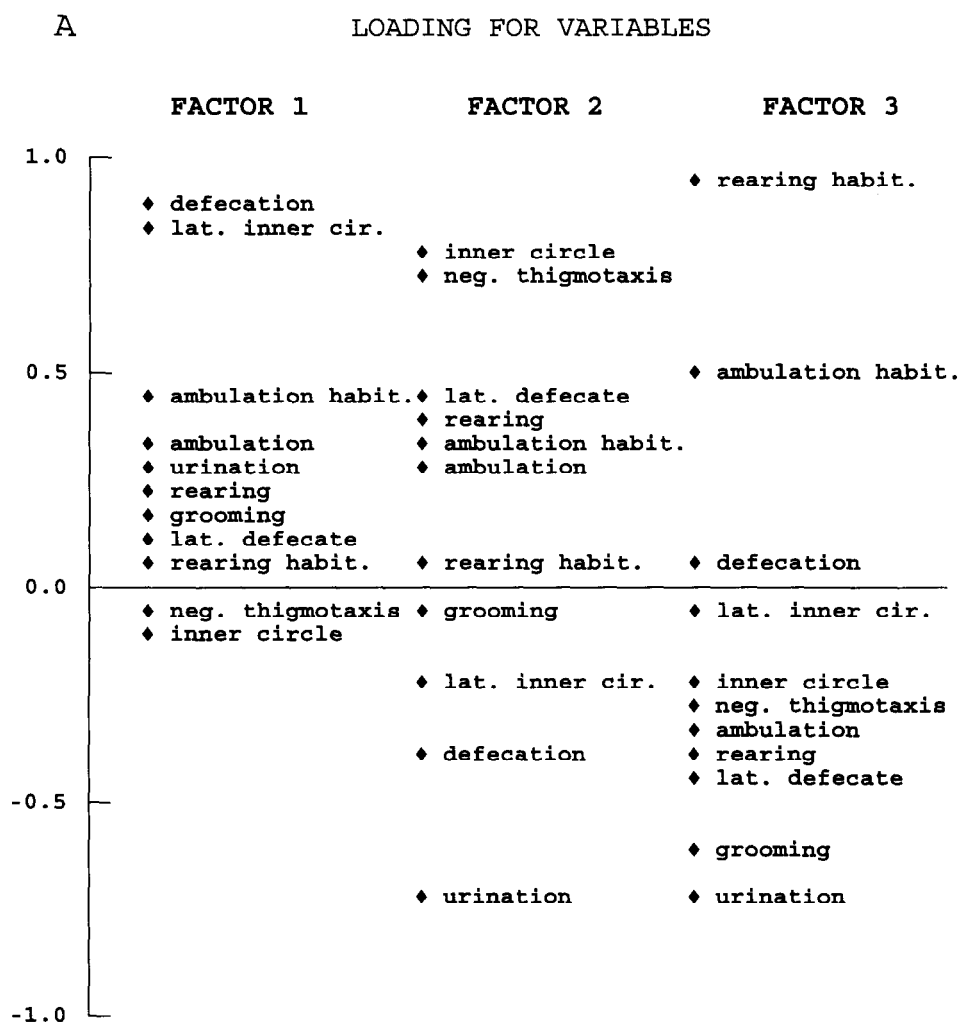 A LOADING FOR VARIABLES
FACTOR 1 FACTOR 2 FACTOR 3
1.0
♦ rearing habit.
♦ defecation
♦ lat. inner cir.
♦ inner circle
♦ neg. thigmotaxis
0.5 ♦ ambulation habit.
♦ ambulation habit. ♦ lat. defecate
♦ rearing
♦ ambulation ♦ ambulation habit.
♦ urination ♦ ambulation
♦ rearing
♦ grooming
♦ lat. defecate
♦ rearing habit. ♦ rearing habit. ♦ defecation
0.0
♦ neg. thigmotaxis ♦ grooming ♦ lat. inner cir.
♦ inner circle
♦ lat. inner cir. ♦ inner circle
♦ neg. thigmotaxis
♦ ambulation
♦ defecation ♦ rearing
♦ lat. defecate
-0.5
♦ grooming
♦ urination ♦ urination
-1.0